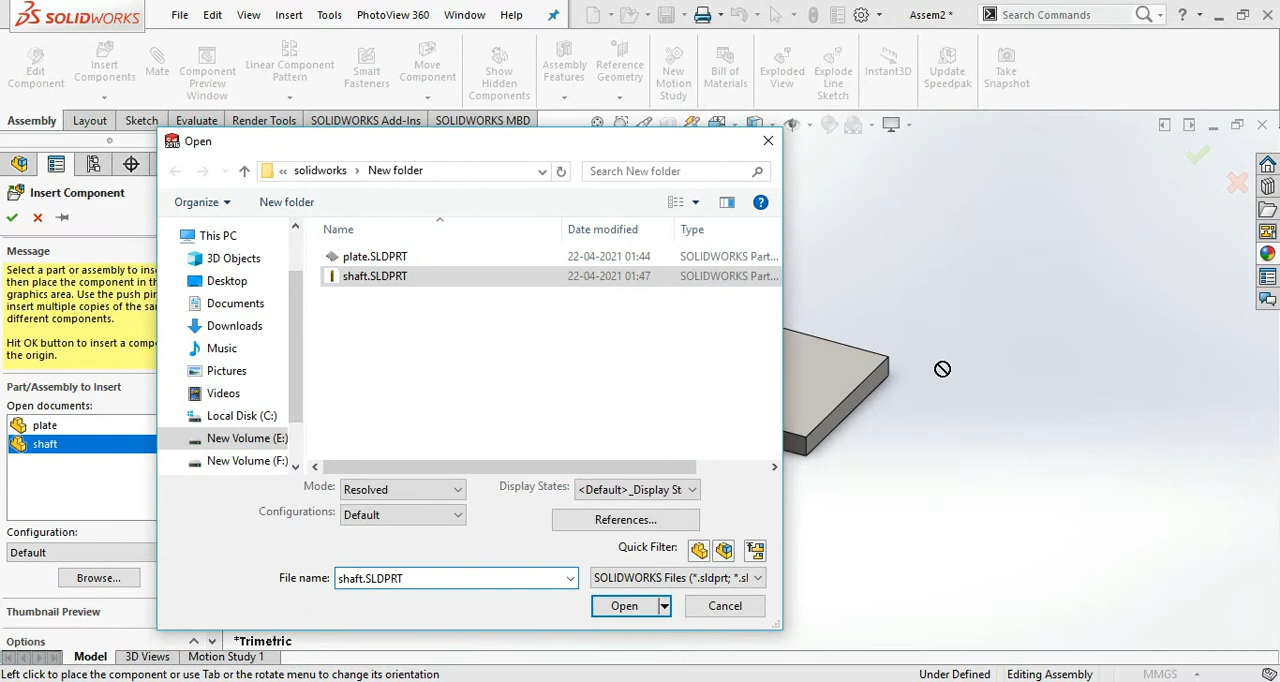 SOLIDWORKS File Edit View Insert Tools PhotoView 360 Window Help Assem2 * Search Commands
Edit Component
Insert Components
Mate
Component Preview Window
Linear Component Pattern
Smart Fasteners
Move Component
Show Hidden Components
Assembly Features
Reference Geometry
New Motion Study
Bill of Materials
Exploded View
Explode Line Sketch
Instant3D
Update Speedpak
Take Snapshot
Assembly Layout Sketch Evaluate Render Tools SOLIDWORKS Add-Ins SOLIDWORKS MBD
Insert Component
Message
Select a part or assembly to inse
then place the component in th
graphics area. Use the push pin
insert multiple copies of the sa
different components.
Hit OK button to insert a compo
the origin.
Part/Assembly to Insert
Open documents:
plate
shaft
Configuration:
Default
Browse...
Thumbnail Preview
Options
Open
« solidworks > New folder
Search New folder
Organize New folder
This PC
3D Objects
Desktop
Documents
Downloads
Music
Pictures
Videos
Local Disk (C:)
New Volume (E:)
New Volume (F:)
Name Date modified Type
plate.SLDPRT 22-04-2021 01:44 SOLIDWORKS Part...
shaft.SLDPRT 22-04-2021 01:47 SOLIDWORKS Part...
Mode: Resolved Display States: <Default>_Display St
Configurations: Default References...
Quick Filter:
File name: shaft.SLDPRT SOLIDWORKS Files (*.sldprt; *.sl
Open Cancel
*Trimetric
Model 3D Views Motion Study 1
Left click to place the component or use Tab or the rotate menu to change its orientation Under Defined Editing Assembly MMGS